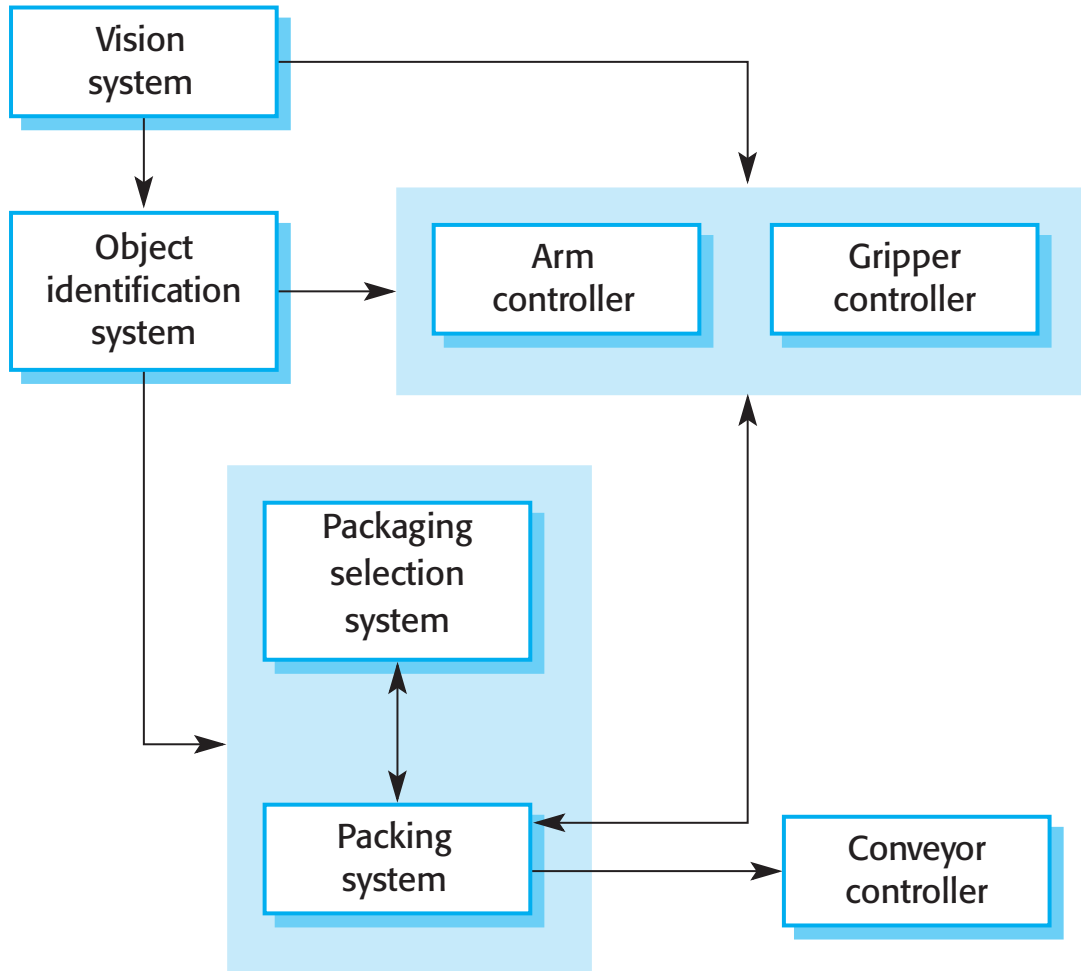 Vision
system
Object
identification
system
Arm
controller
Gripper
controller
Packaging
selection
system
Packing
system
Conveyor
controller